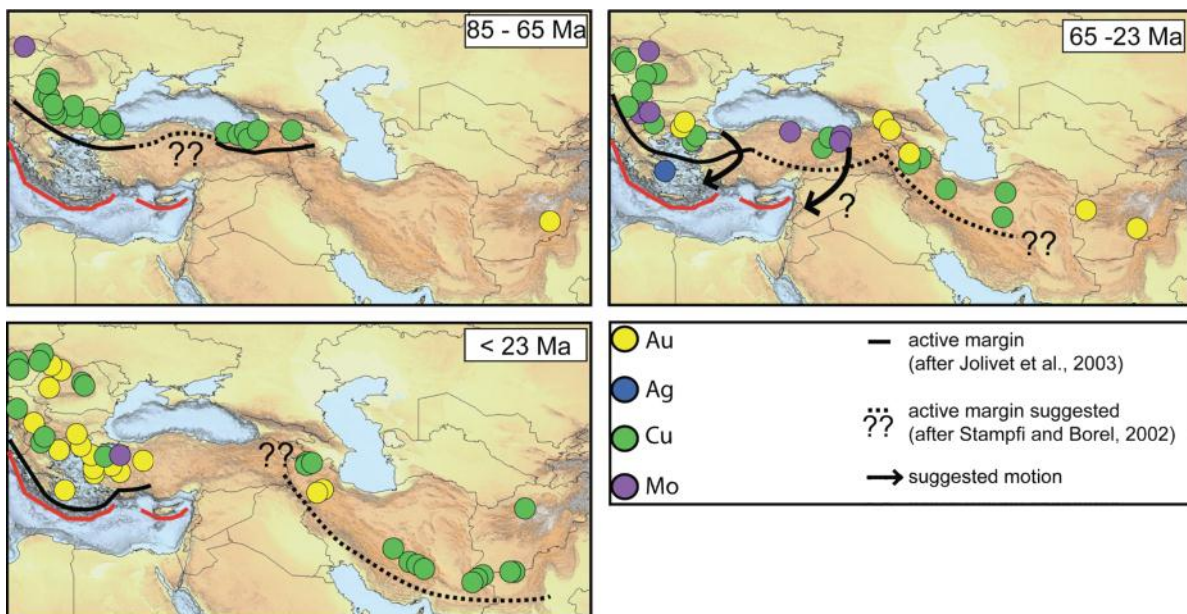 85 - 65 Ma
??
65 -23 Ma
?
??
< 23 Ma
??
Au
Ag
Cu
Mo
active margin
(after Jolivet et al., 2003)
??
active margin suggested
(after Stampfi and Borel, 2002)
suggested motion